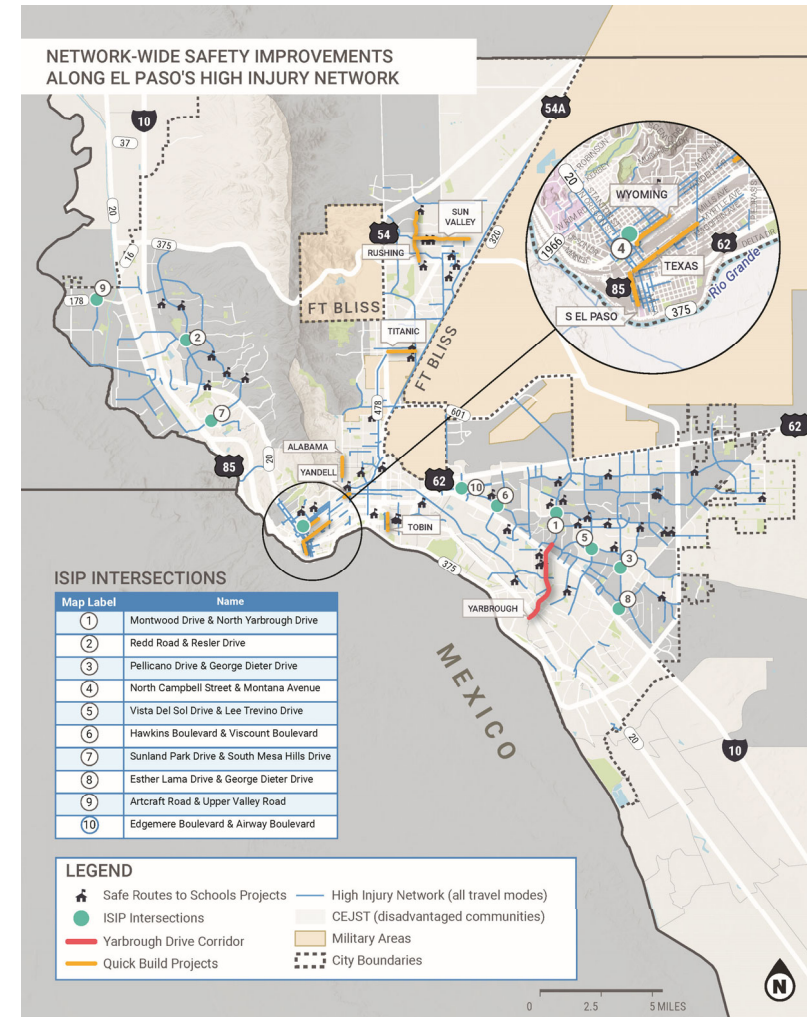 NETWORK-WIDE SAFETY IMPROVEMENTS
ALONG EL PASO'S HIGH INJURY NETWORK
10
37
20
16
375
9
178
2
7
85
20
54A
54
SUN
VALLEY
RUSHING
FT BLISS
TITANIC
FT BLISS
478
601
ALABAMA
YANDELL
62
10
6
62
TOBIN
1
5
3
8
375
YARBROUGH
20
WYOMING
4
62
TEXAS
85
Rio Grande
S EL PASO
375
1966
MEXICO
20
10
ISIP INTERSECTIONS
Map Label Name
1 Montwood Drive & North Yarbrough Drive
2 Redd Road & Resler Drive
3 Pellicano Drive & George Dieter Drive
4 North Campbell Street & Montana Avenue
5 Vista Del Sol Drive & Lee Trevino Drive
6 Hawkins Boulevard & Viscount Boulevard
7 Sunland Park Drive & South Mesa Hills Drive
8 Esther Lama Drive & George Dieter Drive
9 Artcraft Road & Upper Valley Road
10 Edgemere Boulevard & Airway Boulevard
LEGEND
Safe Routes to Schools Projects
ISIP Intersections
Yarbrough Drive Corridor
Quick Build Projects
High Injury Network (all travel modes)
CEJST (disadvantaged communities)
Military Areas
City Boundaries
0 2.5 5 MILES
N